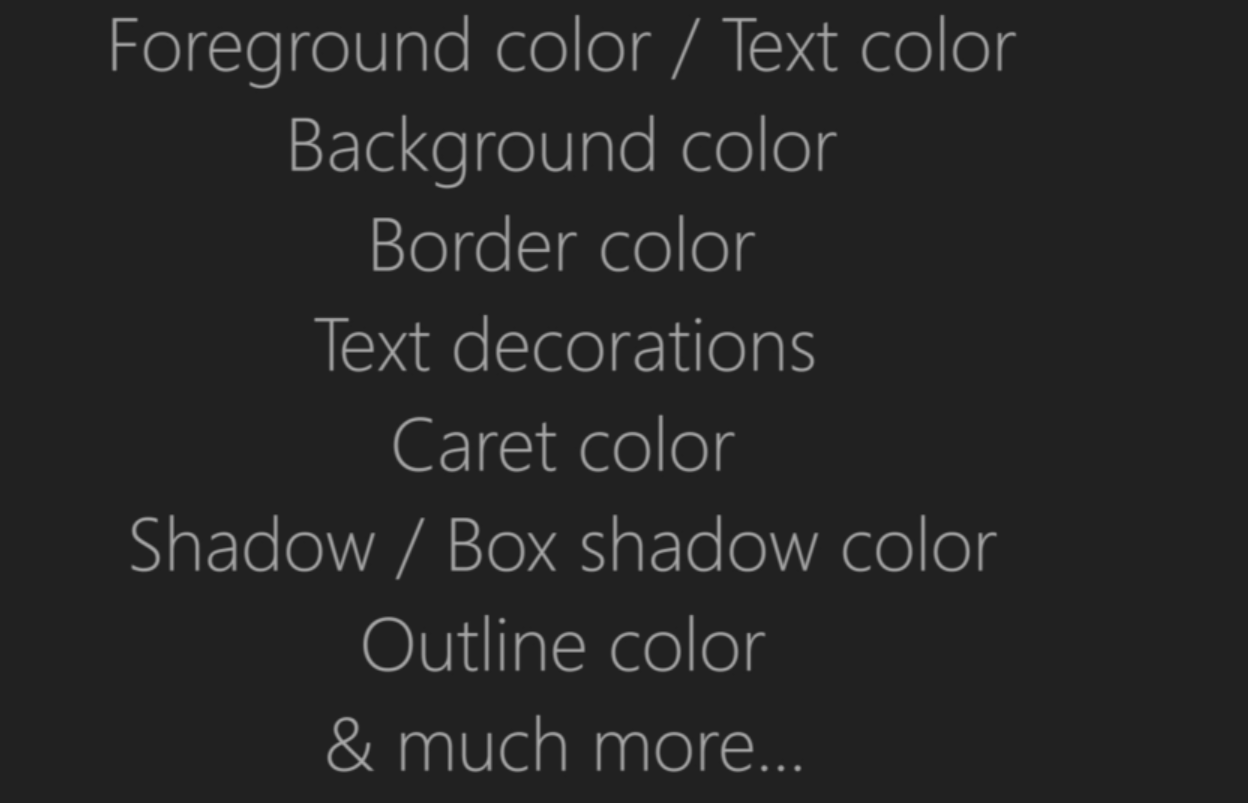 Foreground color / Text color
Background color
Border color
Text decorations
Caret color
Shadow / Box shadow color
Outline color
& much more...